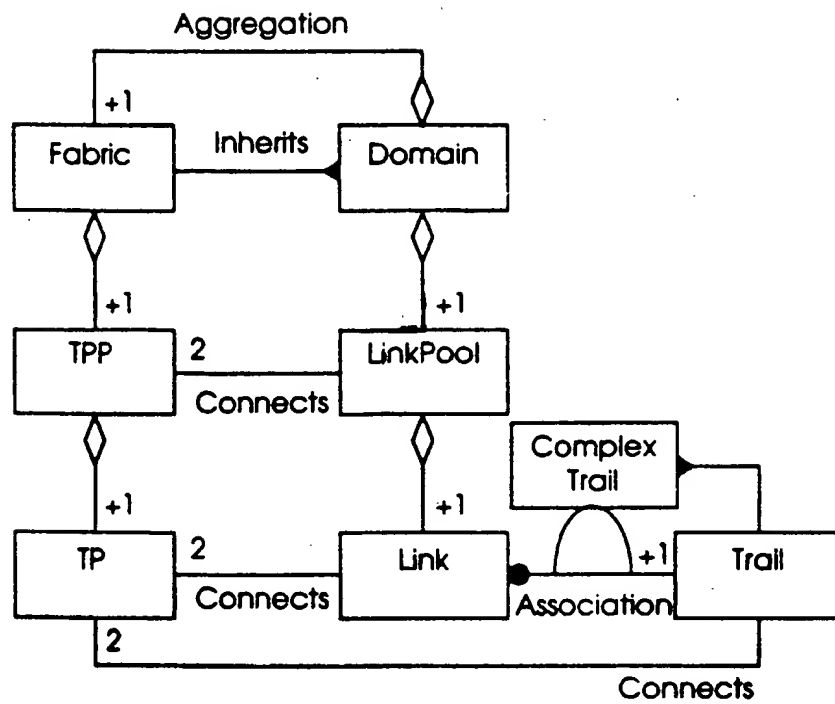 Aggregation
+1
Fabric
Inherits
Domain
+1
+1
TPP
2
Connects
LinkPool
Complex
Trail
+1
+1
TP
2
Connects
Link
+1
Association
Trail
2
Connects